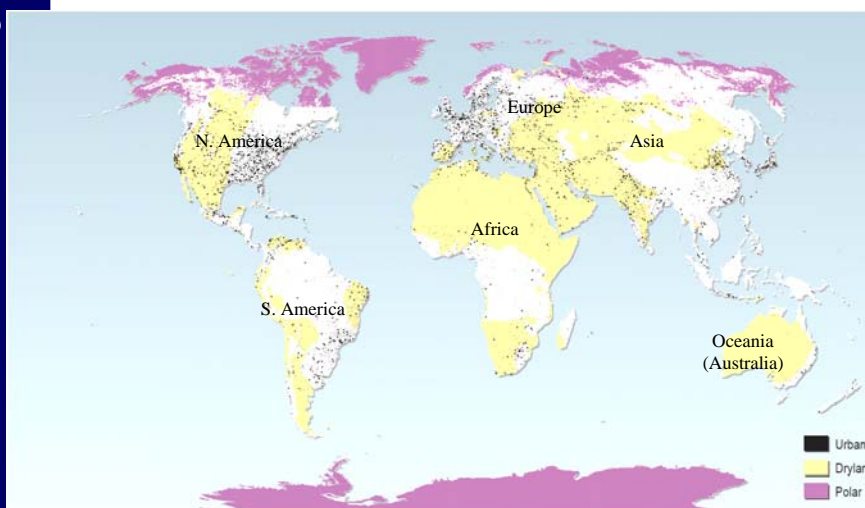 Europe
N. America
Asia
Africa
S. America
Oceania
(Australia)
Urban
Drylan
Polar